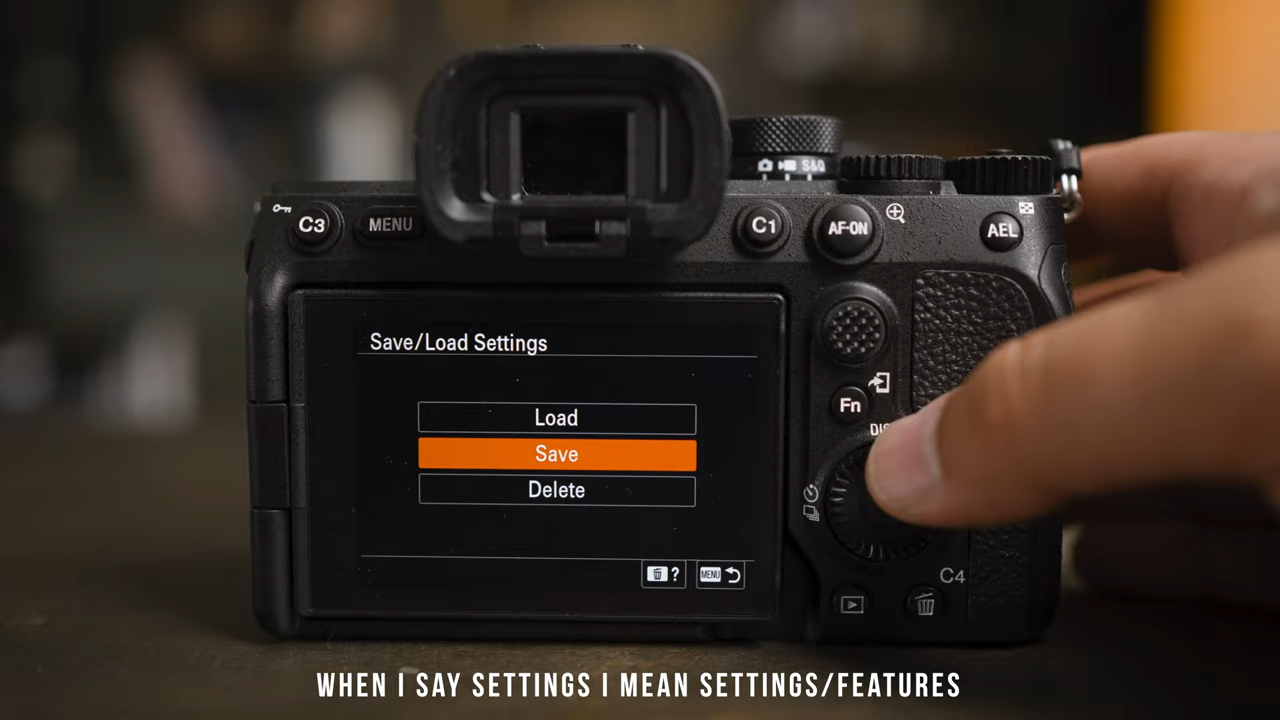 S&Q
C3
MENU
C1
AF-ON
AEL
Save/Load Settings
Load
Save
Delete
?
MENU
Fn
C4
WHEN I SAY SETTINGS I MEAN SETTINGS/FEATURES